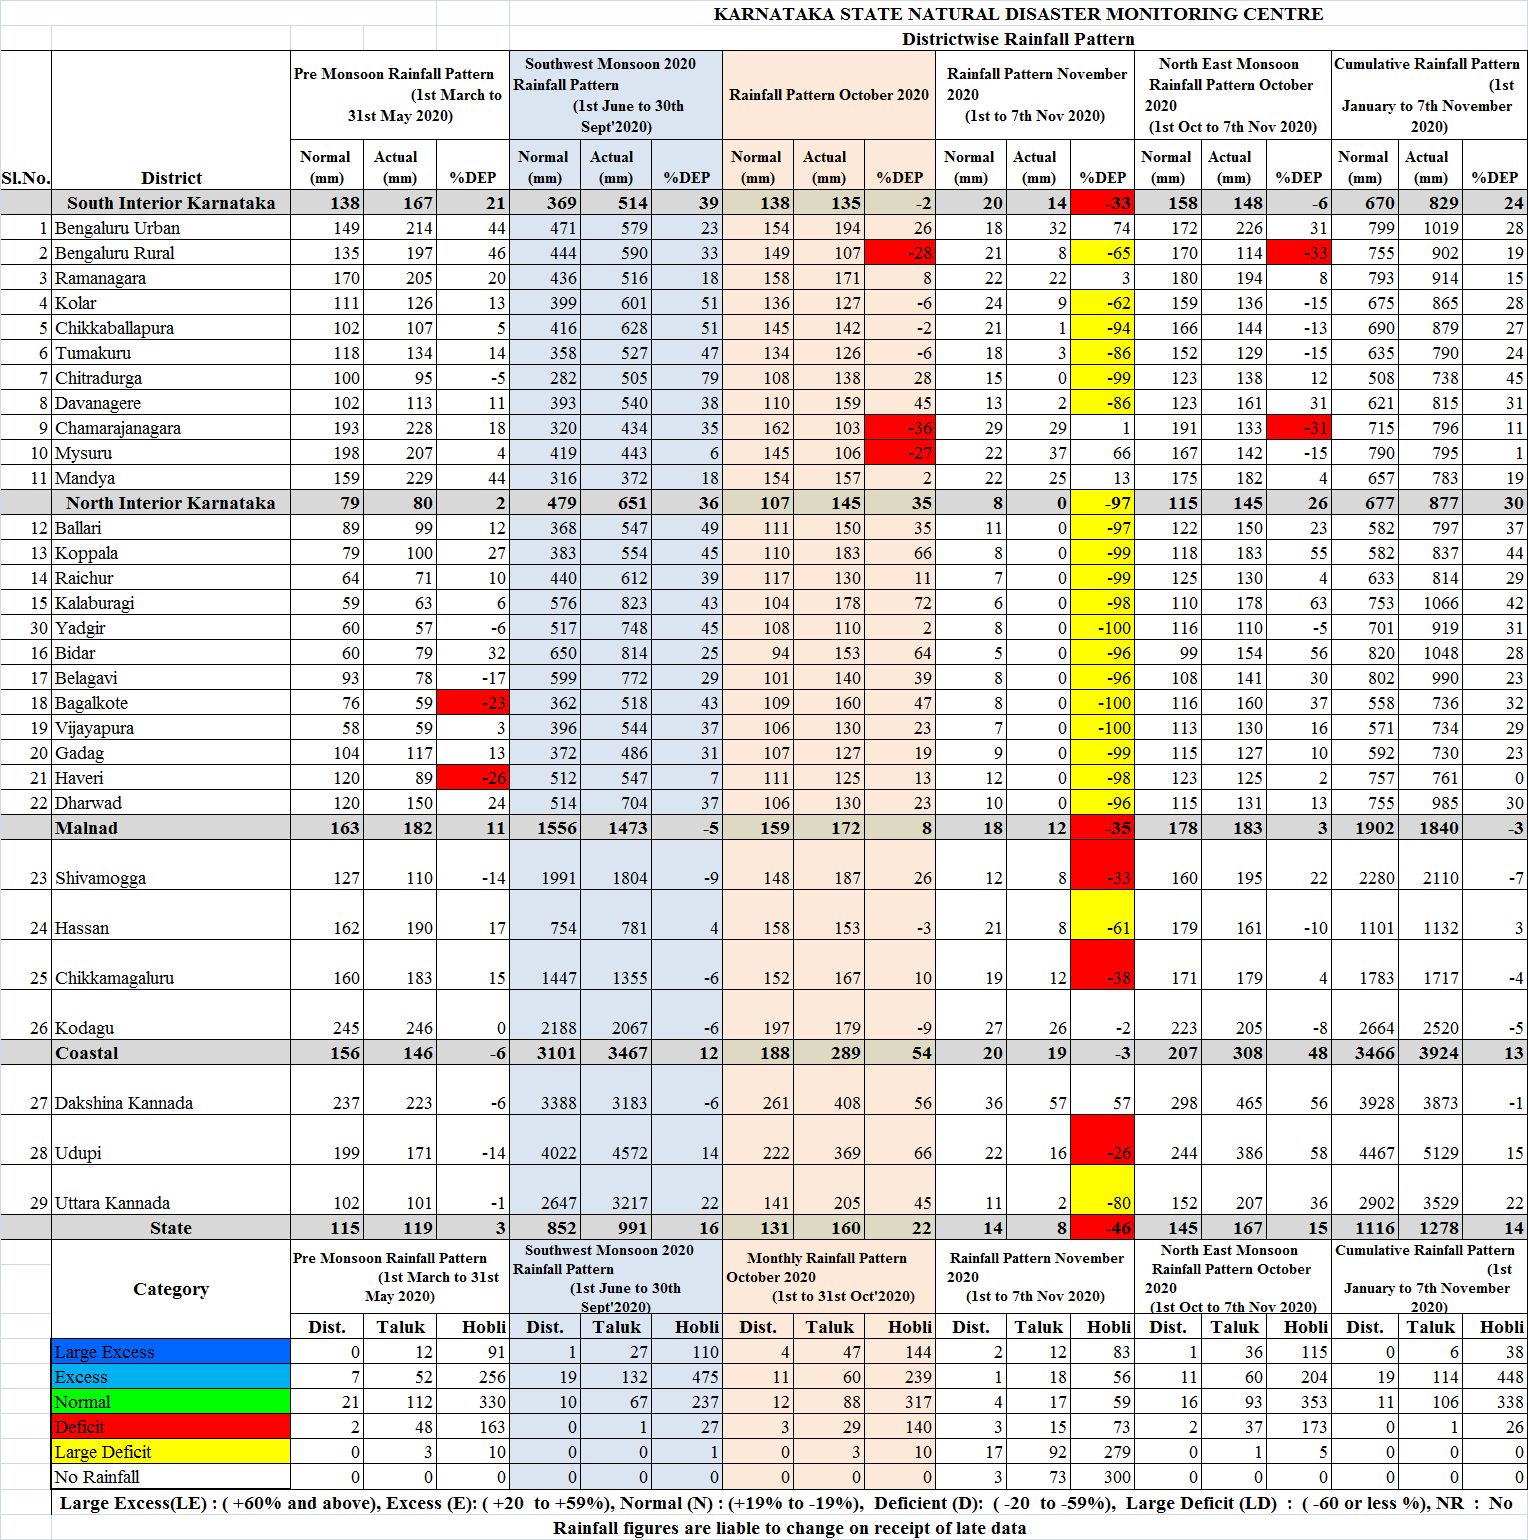 KARNATAKA STATE NATURAL DISASTER MONITORING CENTRE
Districtwise Rainfall Pattern
Sl.No. District Pre Monsoon Rainfall Pattern (1st March to 31st May 2020) Southwest Monsoon 2020 Rainfall Pattern (1st June to 30th Sept'2020) Rainfall Pattern October 2020 Rainfall Pattern November 2020 (1st to 7th Nov 2020) North East Monsoon Rainfall Pattern October 2020 (1st Oct to 7th Nov 2020) Cumulative Rainfall Pattern (1st January to 7th November 2020)
Normal (mm) Actual (mm) %DEP Normal (mm) Actual (mm) %DEP Normal (mm) Actual (mm) %DEP Normal (mm) Actual (mm) %DEP Normal (mm) Actual (mm) %DEP Normal (mm) Actual (mm) %DEP
South Interior Karnataka 138 167 21 369 514 39 138 135 -2 20 14 -33 158 148 -6 670 829 24
1 Bengaluru Urban 149 214 44 471 579 23 154 194 26 18 32 74 172 226 31 799 1019 28
2 Bengaluru Rural 135 197 46 444 590 33 149 107 -28 21 8 -65 170 114 -33 755 902 19
3 Ramanagara 170 205 20 436 516 18 158 171 8 22 22 3 180 194 8 793 914 15
4 Kolar 111 126 13 399 601 51 136 127 -6 24 9 -62 159 136 -15 675 865 28
5 Chikkaballapura 102 107 5 416 628 51 145 142 -2 21 1 -94 166 144 -13 690 879 27
6 Tumakuru 118 134 14 358 527 47 134 126 -6 18 3 -86 152 129 -15 635 790 24
7 Chitradurga 100 95 -5 282 505 79 108 138 28 15 0 -99 123 138 12 508 738 45
8 Davanagere 102 113 11 393 540 38 110 159 45 13 2 -86 123 161 31 621 815 31
9 Chamarajanagara 193 228 18 320 434 35 162 103 -36 29 29 1 191 133 -31 715 796 11
10 Mysuru 198 207 4 419 443 6 145 106 -27 22 37 66 167 142 -15 790 795 1
11 Mandya 159 229 44 316 372 18 154 157 2 22 25 13 175 182 4 657 783 19
North Interior Karnataka 79 80 2 479 651 36 107 145 35 8 0 -97 115 145 26 677 877 30
12 Ballari 89 99 12 368 547 49 111 150 35 11 0 -97 122 150 23 582 797 37
13 Koppala 79 100 27 383 554 45 110 183 66 8 0 -99 118 183 55 582 837 44
14 Raichur 64 71 10 440 612 39 117 130 11 7 0 -99 125 130 4 633 814 29
15 Kalaburagi 59 63 6 576 823 43 104 178 72 6 0 -98 110 178 63 753 1066 42
30 Yadgir 60 57 -6 517 748 45 108 110 2 8 0 -100 116 110 -5 701 919 31
16 Bidar 60 79 32 650 814 25 94 153 64 5 0 -96 99 154 56 820 1048 28
17 Belagavi 93 78 -17 599 772 29 101 140 39 8 0 -96 108 141 30 802 990 23
18 Bagalkote 76 59 -23 362 518 43 109 160 47 8 0 -100 116 160 37 558 736 32
19 Vijayapura 58 59 3 396 544 37 106 130 23 7 0 -100 113 130 16 571 734 29
20 Gadag 104 117 13 372 486 31 107 127 19 9 0 -99 115 127 10 592 730 23
21 Haveri 120 89 -26 512 547 7 111 125 13 12 0 -98 123 125 2 757 761 0
22 Dharwad 120 150 24 514 704 37 106 130 23 10 0 -96 115 131 13 755 985 30
Malnad 163 182 11 1556 1473 -5 159 172 8 18 12 -35 178 183 3 1902 1840 -3
23 Shivamogga 127 110 -14 1991 1804 -9 148 187 26 12 8 -33 160 195 22 2280 2110 -7
24 Hassan 162 190 17 754 781 4 158 153 -3 21 8 -61 179 161 -10 1101 1132 3
25 Chikkamagaluru 160 183 15 1447 1355 -6 152 167 10 19 12 -38 171 179 4 1783 1717 -4
26 Kodagu 245 246 0 2188 2067 -6 197 179 -9 27 26 -2 223 205 -8 2664 2520 -5
Coastal 156 146 -6 3101 3467 12 188 289 54 20 19 -3 207 308 48 3466 3924 13
27 Dakshina Kannada 237 223 -6 3388 3183 -6 261 408 56 36 57 57 298 465 56 3928 3873 -1
28 Udupi 199 171 -14 4022 4572 14 222 369 66 22 16 -26 244 386 58 4467 5129 15
29 Uttara Kannada 102 101 -1 2647 3217 22 141 205 45 11 2 -80 152 207 36 2902 3529 22
State 115 119 3 852 991 16 131 160 22 14 8 -46 145 167 15 1116 1278 14
Category Pre Monsoon Rainfall Pattern (1st March to 31st May 2020) Southwest Monsoon 2020 Rainfall Pattern (1st June to 30th Sept'2020) Monthly Rainfall Pattern October 2020 (1st to 31st Oct'2020) Rainfall Pattern November 2020 (1st to 7th Nov 2020) North East Monsoon Rainfall Pattern October 2020 (1st Oct to 7th Nov 2020) Cumulative Rainfall Pattern (1st January to 7th November 2020)
Dist. Taluk Hobli Dist. Taluk Hobli Dist. Taluk Hobli Dist. Taluk Hobli Dist. Taluk Hobli Dist. Taluk Hobli
Large Excess 0 12 91 1 27 110 4 47 144 2 12 83 1 36 115 0 6 38
Excess 7 52 256 19 132 475 11 60 239 1 18 56 11 60 204 19 114 448
Normal 21 112 330 10 67 237 12 88 317 4 17 59 16 93 353 11 106 338
Deficit 2 48 163 0 1 27 3 29 140 3 15 73 2 37 173 0 1 26
Large Deficit 0 3 10 0 0 1 0 3 10 17 92 279 0 1 5 0 0 0
No Rainfall 0 0 0 0 0 0 0 0 0 3 73 300 0 0 0 0 0 0
Large Excess(LE) : ( +60% and above), Excess (E): ( +20 to +59%), Normal (N) : (+19% to -19%), Deficient (D): ( -20 to -59%), Large Deficit (LD) : ( -60 or less %), NR : No
Rainfall figures are liable to change on receipt of late data